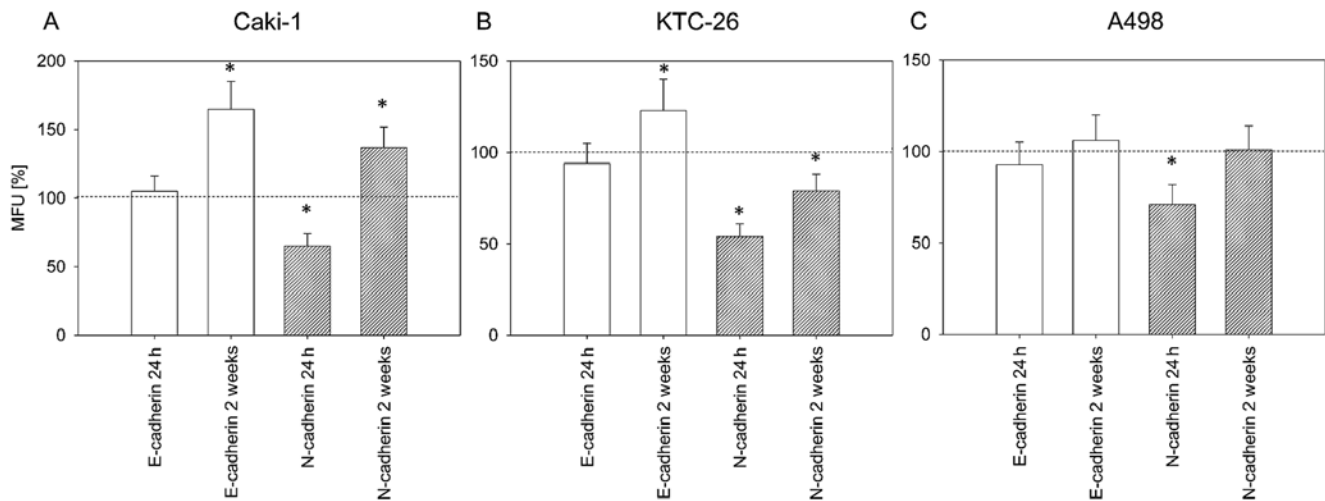 A Caki-1
B KTC-26
C A498
MFU [%]
200
150
100
50
0
*
*
*
E-cadherin 24 h
E-cadherin 2 weeks
N-cadherin 24 h
N-cadherin 2 weeks
150
100
50
0
*
*
*
E-cadherin 24 h
E-cadherin 2 weeks
N-cadherin 24 h
N-cadherin 2 weeks
150
100
50
0
*
E-cadherin 24 h
E-cadherin 2 weeks
N-cadherin 24 h
N-cadherin 2 weeks